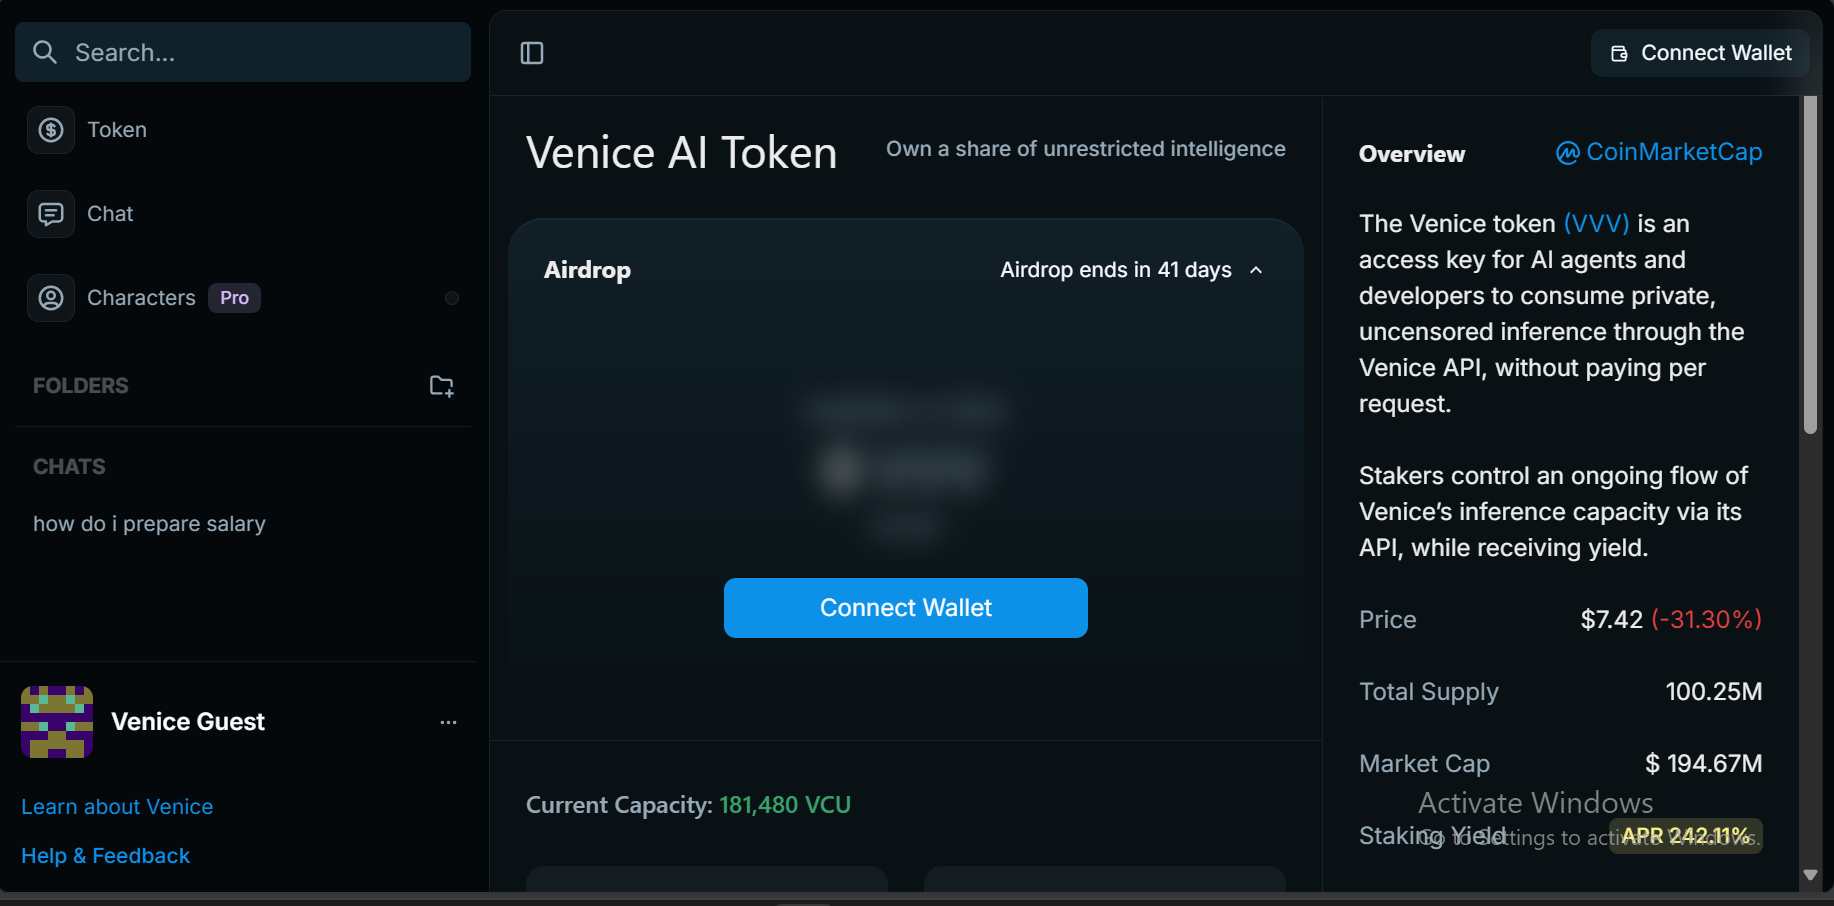 Search...
Token
Chat
Characters Pro
FOLDERS
CHATS
how do i prepare salary
Venice Guest
...
Learn about Venice
Help & Feedback
Connect Wallet
Venice AI Token
Own a share of unrestricted intelligence
Airdrop
Airdrop ends in 41 days
Connect Wallet
Current Capacity: 181,480 VCU
Overview
CoinMarketCap
The Venice token (VVV) is an
access key for AI agents and
developers to consume private,
uncensored inference through the
Venice API, without paying per
request.
Stakers control an ongoing flow of
Venice’s inference capacity via its
API, while receiving yield.
Price $7.42 (-31.30%)
Total Supply 100.25M
Market Cap $ 194.67M
Staking Yield APR 242.11%
Activate Windows
Go to Settings to activate Windows.